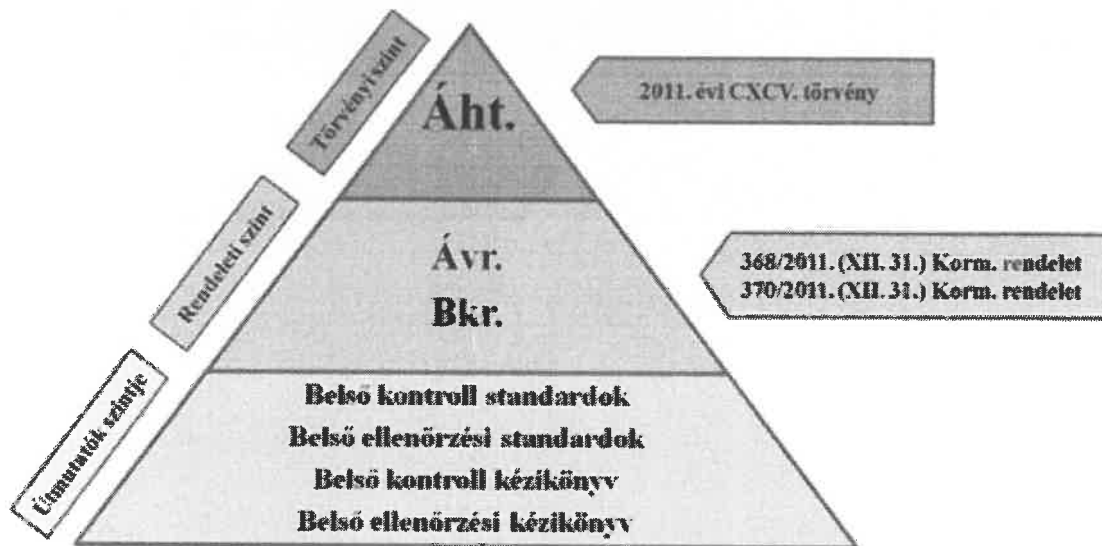 Törvényi szint
Áht.
2011. évi CXCV. törvény
Rendeleti szint
Ávr.
Bkr.
368/2011. (XII. 31.) Korm. rendelet
370/2011. (XII. 31.) Korm. rendelet
Útmutatók szintje
Belső kontroll standardok
Belső ellenőrzési standardok
Belső kontroll kézikönyv
Belső ellenőrzési kézikönyv